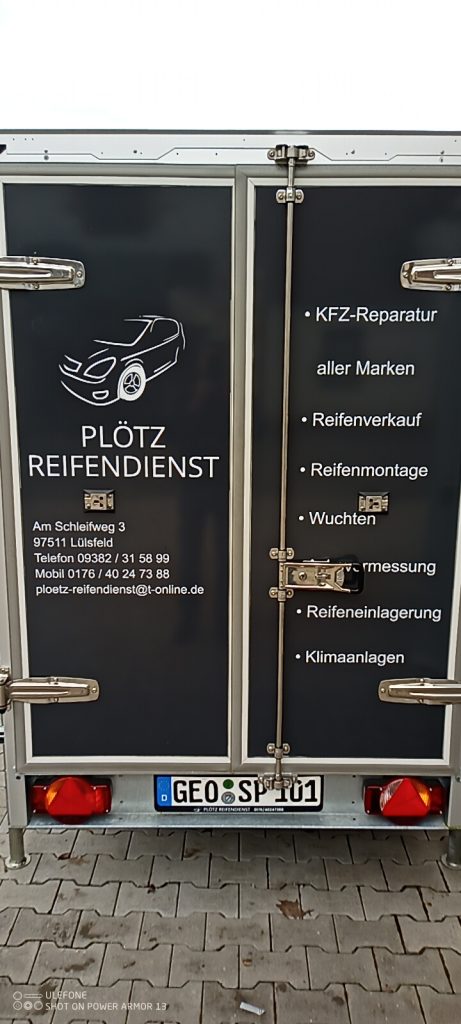 PLÖTZ
REIFENDIENST
Am Schleifweg 3
97511 Lülsfeld
Telefon 09382 / 31 58 99
Mobil 0176 / 40 24 73 88
ploetz-reifendienst@t-online.de
• KFZ-Reparatur
aller Marken
• Reifenverkauf
• Reifenmontage
• Wuchten
vermessung
• Reifeneinlagerung
• Klimaanlagen
D
GEO SP 101
PLÖTZ REIFENDIENST
ULEFONE
SHOT ON POWER ARMOR 13